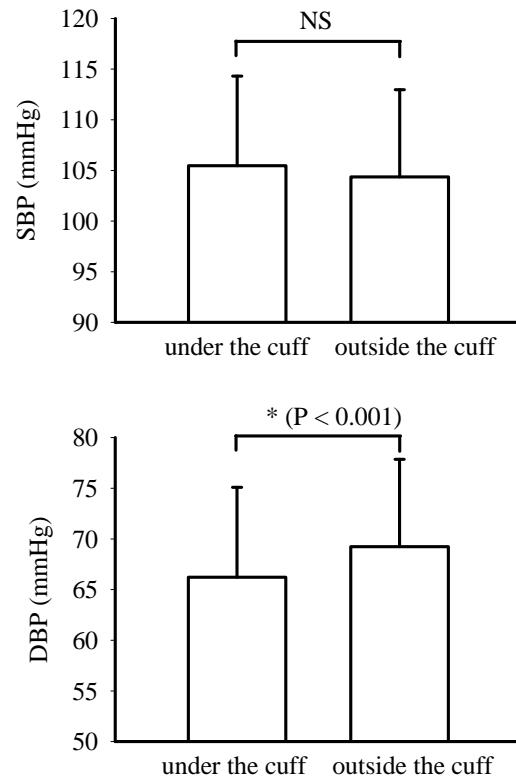 NS
SBP (mmHg)
120
115
110
105
100
95
90
under the cuff outside the cuff
* (P < 0.001)
DBP (mmHg)
80
75
70
65
60
55
50
under the cuff outside the cuff